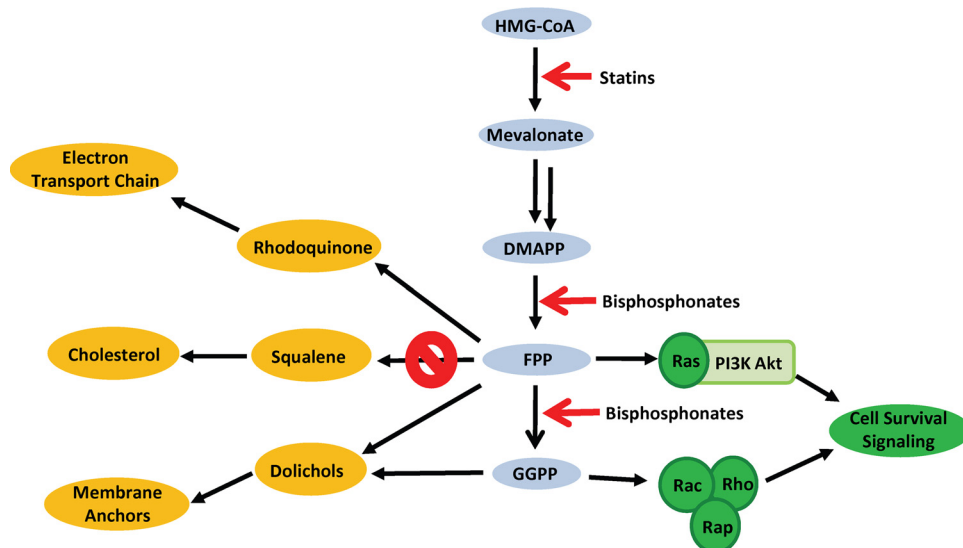 HMG-CoA
Statins
Mevalonate
Electron
Transport Chain
Rhodoquinone
DMAPP
Bisphosphonates
Cholesterol
Squalene
FPP
Ras
PI3K Akt
Bisphosphonates
Cell Survival
Signaling
Dolichols
GGPP
Rac
Rho
Rap
Membrane
Anchors